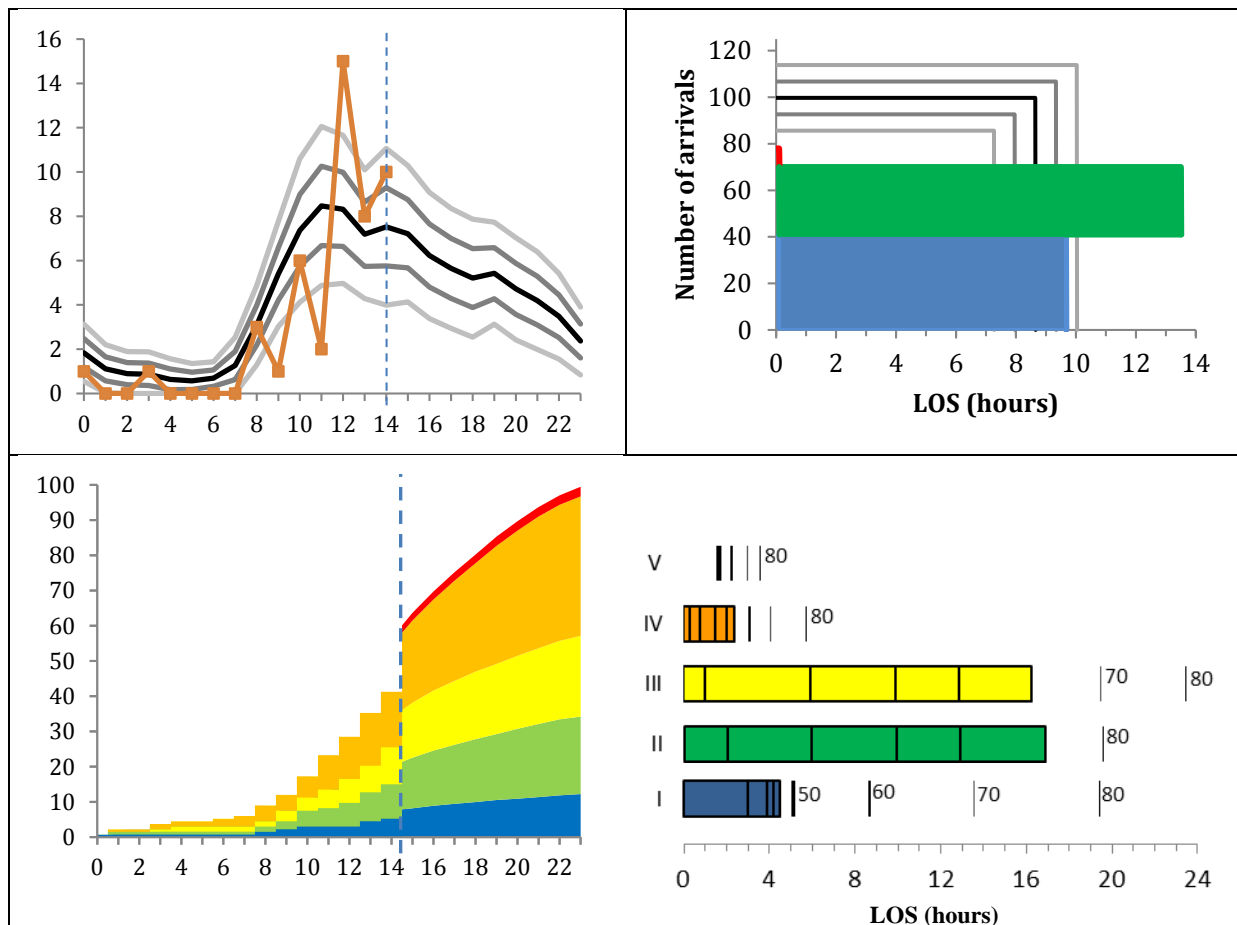 16
14
12
10
8
6
4
2
0
0 2 4 6 8 10 12 14 16 18 20 22
Number of arrivals
120
100
80
60
40
20
0
0 2 4 6 8 10 12 14
LOS (hours)
100
90
80
70
60
50
40
30
20
10
0
0 2 4 6 8 10 12 14 16 18 20 22
V 80
IV 80
III 70 80
II 80
I 50 60 70 80
0 4 8 12 16 20 24
LOS (hours)